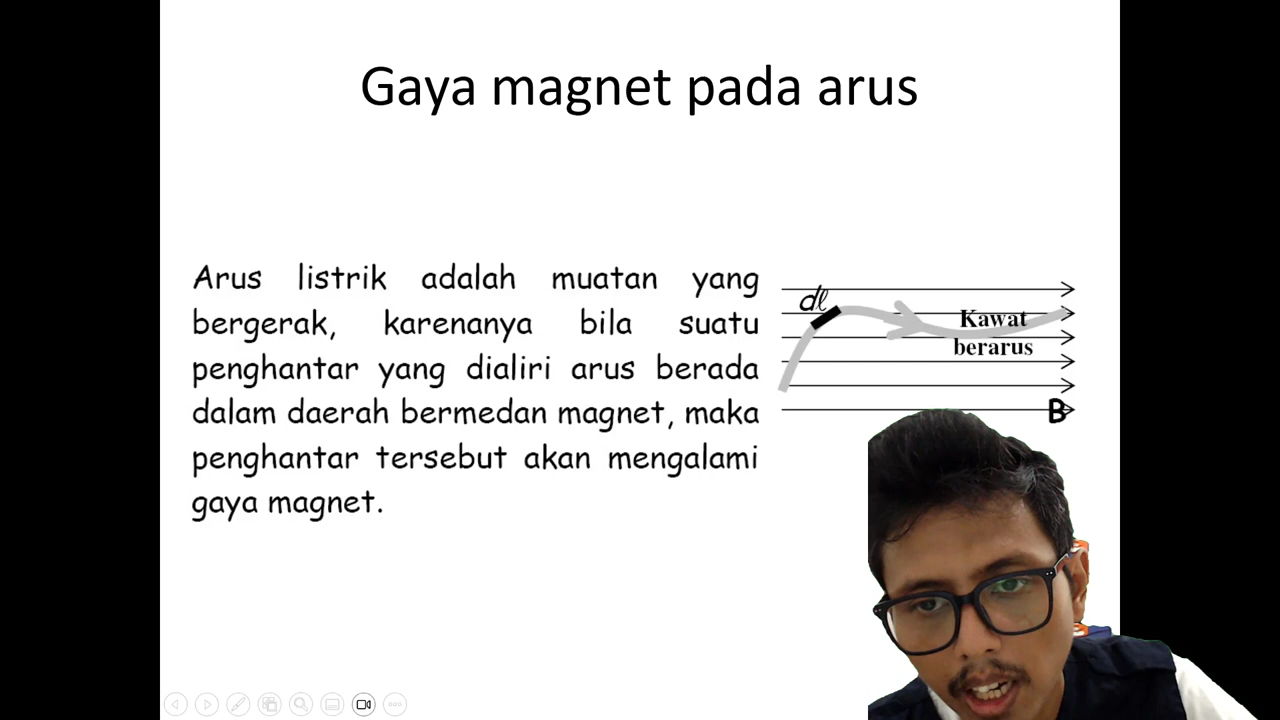 Gaya magnet pada arus
Arus listrik adalah muatan yang
bergerak, karenanya bila suatu
penghantar yang dialiri arus berada
dalam daerah bermedan magnet, maka
penghantar tersebut akan mengalami
gaya magnet.
dℓ
Kawat
berarus
B